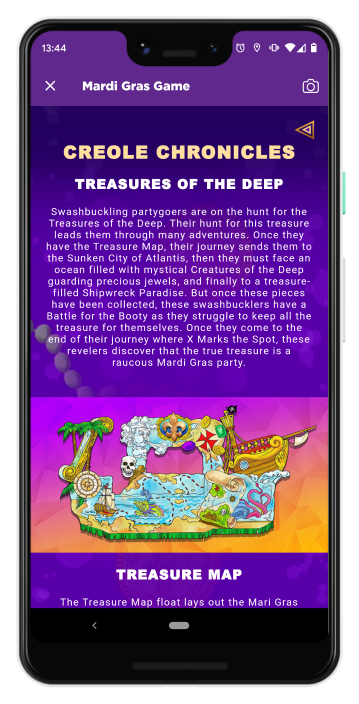 13:44
Mardi Gras Game
CREOLE CHRONICLES
TREASURES OF THE DEEP
Swashbuckling partygoers are on the hunt for the
Treasures of the Deep. Their hunt for this treasure
leads them through many adventures. Once they
have the Treasure Map, their journey sends them to
the Sunken City of Atlantis, then they must face an
ocean filled with mystical Creatures of the Deep
guarding precious jewels, and finally to a treasure-
filled Shipwreck Paradise. But once these pieces
have been collected, these swashbucklers have a
Battle for the Booty as they struggle to keep all the
treasure for themselves. Once they come to the
end of their journey where X Marks the Spot, these
revelers discover that the true treasure is a
raucous Mardi Gras party.
TREASURE MAP
The Treasure Map float lays out the Mari Gras